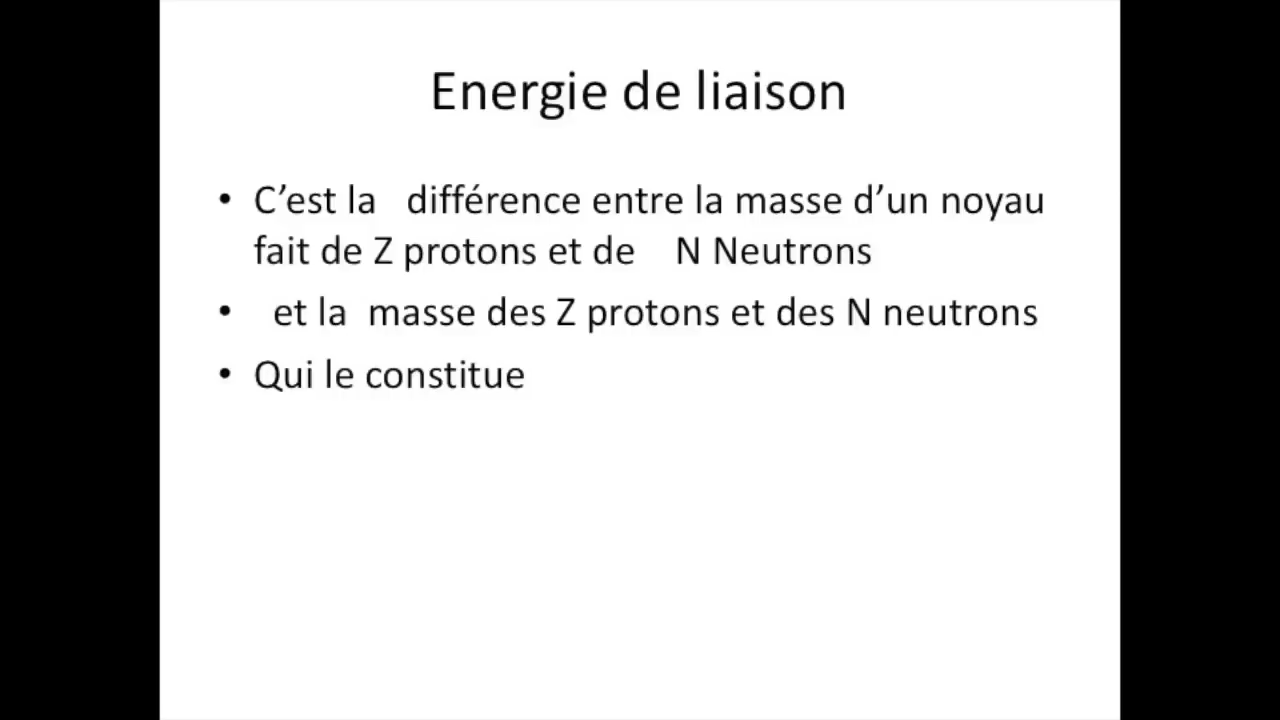 Energie de liaison
• C’est la différence entre la masse d’un noyau
fait de Z protons et de N Neutrons
• et la masse des Z protons et des N neutrons
• Qui le constitue